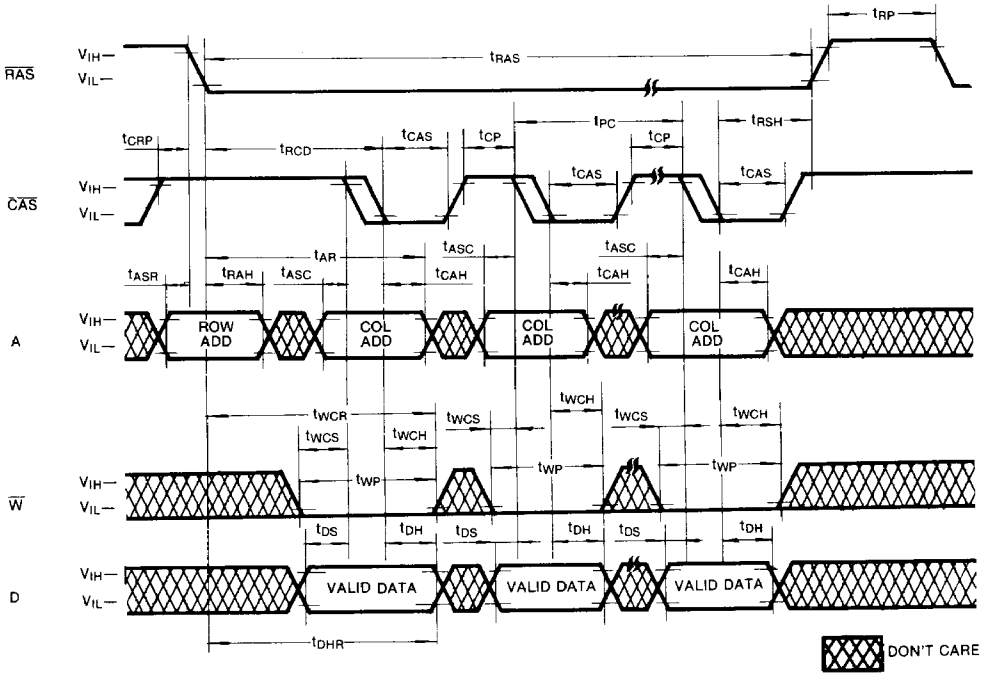 tRP
VIH
tRAS
RAS
VIL
tCRP
tRCD
tCAS
tCP
tPC
tCP
tRSH
VIH
tCAS
tCAS
CAS
VIL
tAR
tASC
tASC
tASR
tRAH
tASC
tCAH
tCAH
tCAH
VIH
A
VIL
ROW ADD
COL ADD
COL ADD
COL ADD
tWCR
tWCS
tWCH
tWCS
tWCH
tWCS
tWCH
tWP
tWP
tWP
VIH
W
VIL
tDS
tDH
tDS
tDH
tDS
tDH
VIH
D
VIL
VALID DATA
VALID DATA
VALID DATA
tDHR
DON'T CARE